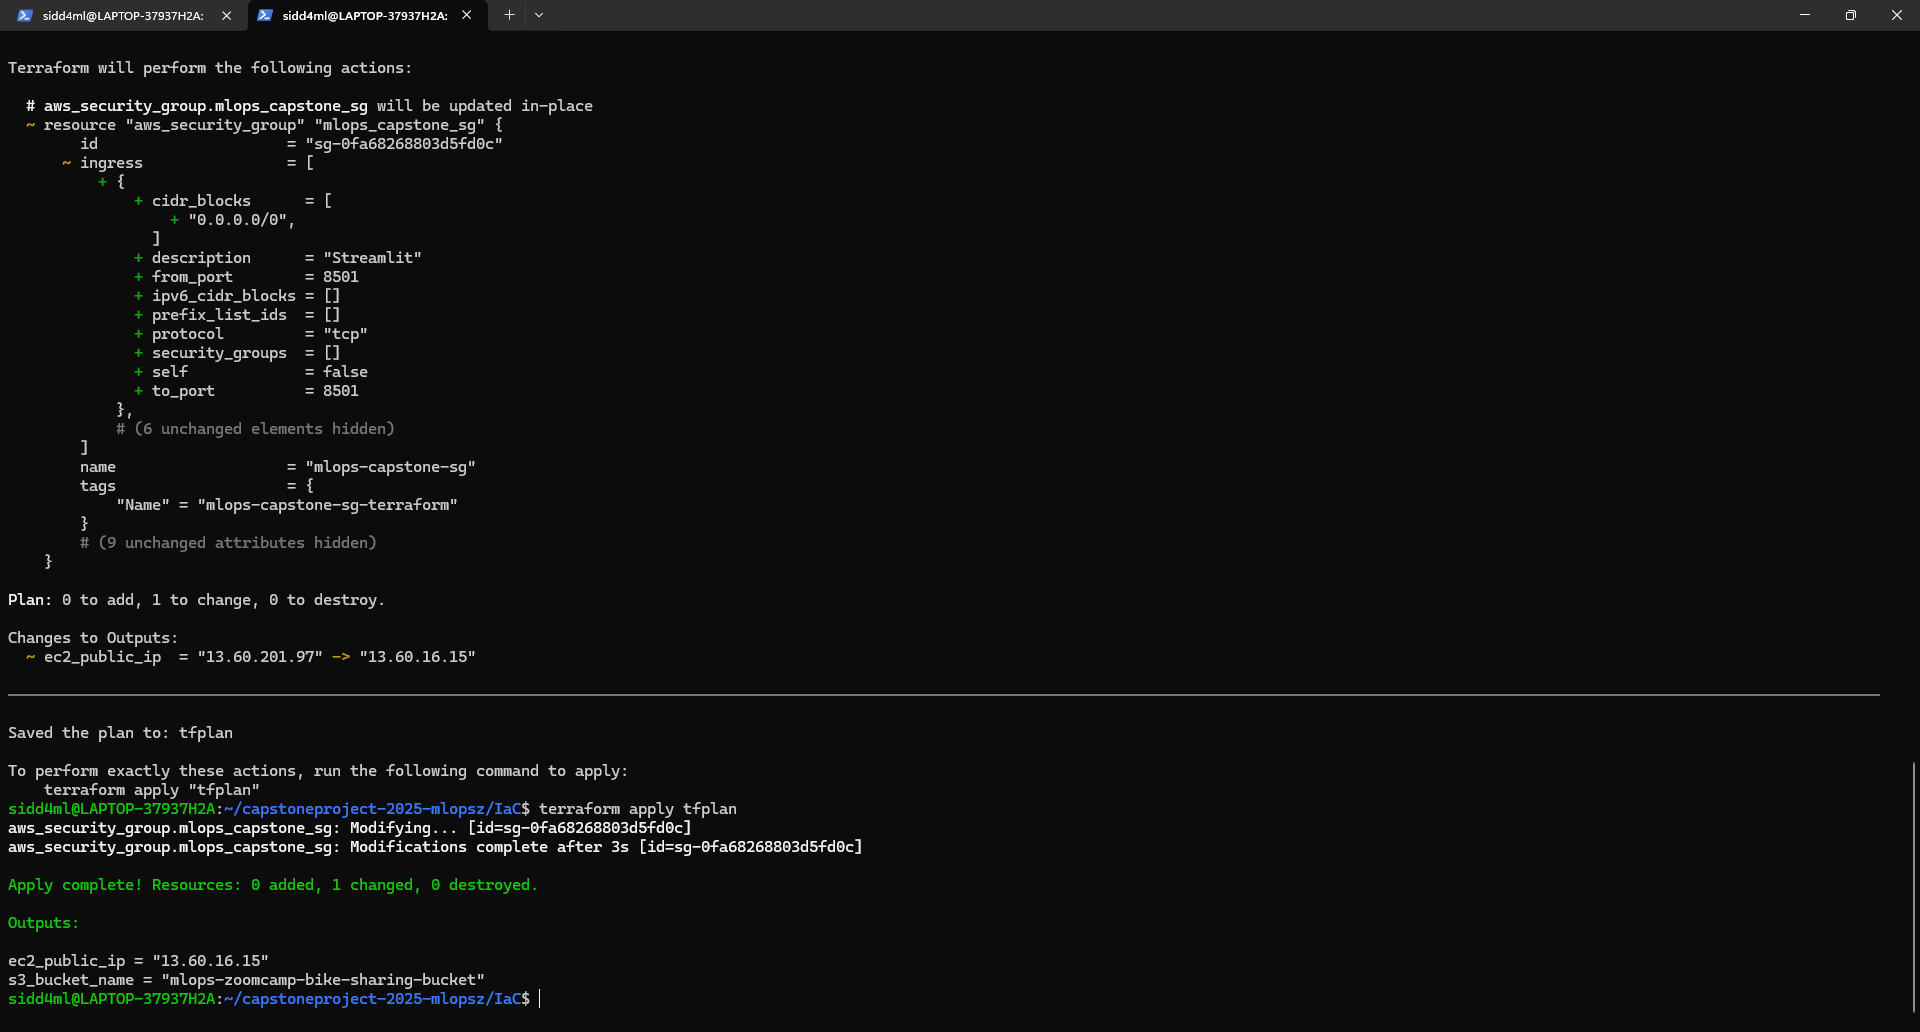 sidd4ml@LAPTOP-37937H2A: sidd4ml@LAPTOP-37937H2A:
Terraform will perform the following actions:
# aws_security_group.mlops_capstone_sg will be updated in-place
~ resource "aws_security_group" "mlops_capstone_sg" {
id = "sg-0fa68268803d5fd0c"
~ ingress = [
+ {
+ cidr_blocks = [
+ "0.0.0.0/0",
]
+ description = "Streamlit"
+ from_port = 8501
+ ipv6_cidr_blocks = []
+ prefix_list_ids = []
+ protocol = "tcp"
+ security_groups = []
+ self = false
+ to_port = 8501
},
# (6 unchanged elements hidden)
]
name = "mlops-capstone-sg"
tags = {
"Name" = "mlops-capstone-sg-terraform"
}
# (9 unchanged attributes hidden)
}
Plan: 0 to add, 1 to change, 0 to destroy.
Changes to Outputs:
~ ec2_public_ip = "13.60.201.97" -> "13.60.16.15"
Saved the plan to: tfplan
To perform exactly these actions, run the following command to apply:
terraform apply "tfplan"
sidd4ml@LAPTOP-37937H2A:~/capstoneproject-2025-mlopsz/IaC$ terraform apply tfplan
aws_security_group.mlops_capstone_sg: Modifying... [id=sg-0fa68268803d5fd0c]
aws_security_group.mlops_capstone_sg: Modifications complete after 3s [id=sg-0fa68268803d5fd0c]
Apply complete! Resources: 0 added, 1 changed, 0 destroyed.
Outputs:
ec2_public_ip = "13.60.16.15"
s3_bucket_name = "mlops-zoomcamp-bike-sharing-bucket"
sidd4ml@LAPTOP-37937H2A:~/capstoneproject-2025-mlopsz/IaC$